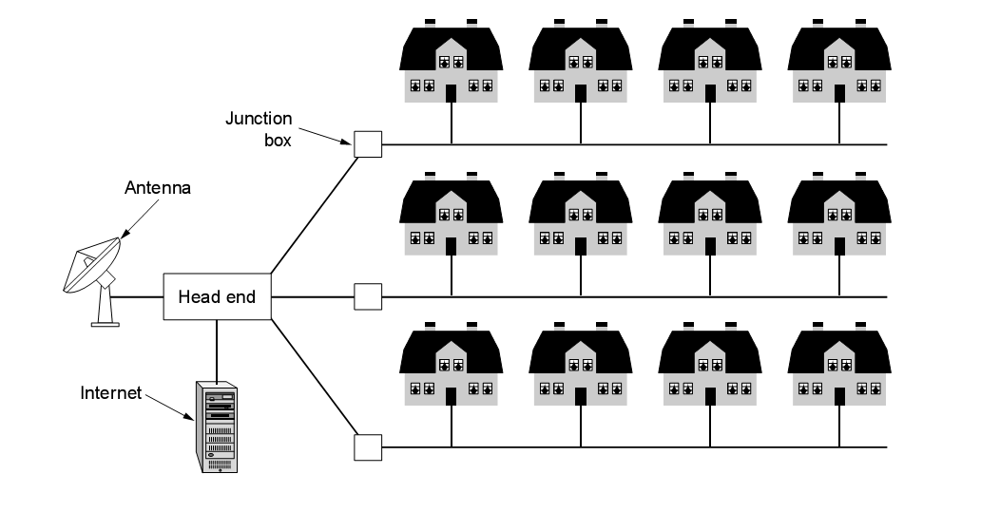 Junction
box
Antenna
Head end
Internet